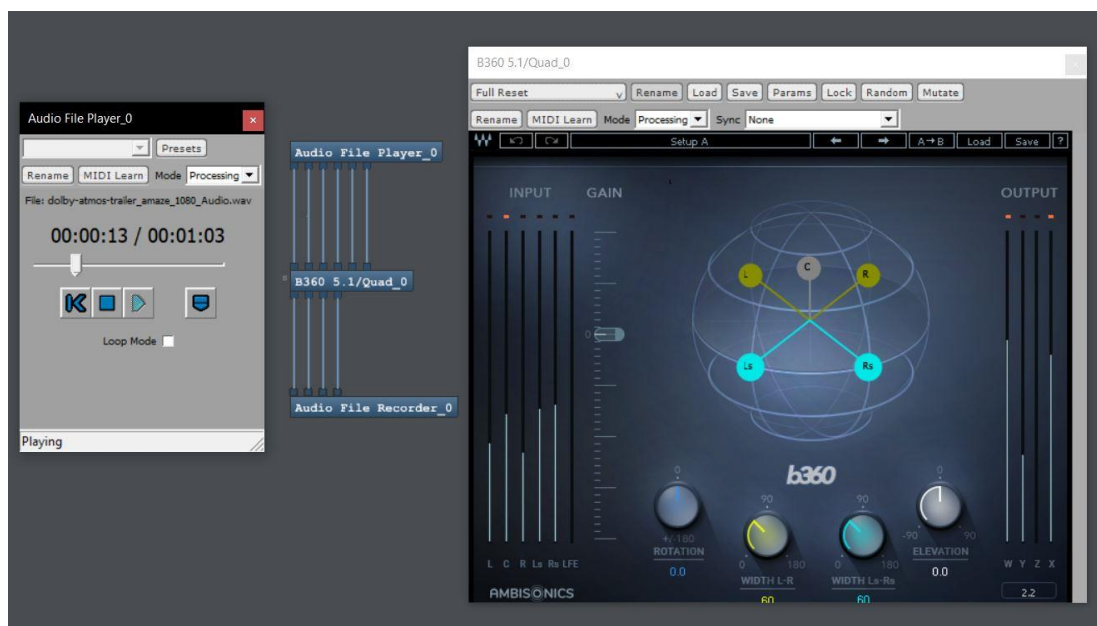 Audio File Player_0
Presets
Rename MIDI Learn Mode Processing
File: dolby-atmos-trailer_amaze_1080_Audio.wav
00:00:13 / 00:01:03
Loop Mode
Playing
Audio File Player_0
B360 5.1/Quad_0
Audio File Recorder_0
B360 5.1/Quad_0
Full Reset Rename Load Save Params Lock Random Mutate
Rename MIDI Learn Mode Processing Sync None
Setup A A→B Load Save ?
INPUT GAIN OUTPUT
C
L R
0
Ls Rs
b360
0 0
90 90
-90 90
+/-180
ROTATION ELEVATION
0 180 0 180
L C R Ls Rs LFE W Y Z X
0.0 0.0
WIDTH L-R WIDTH Ls-Rs
AMBISONICS 60 60 2.2